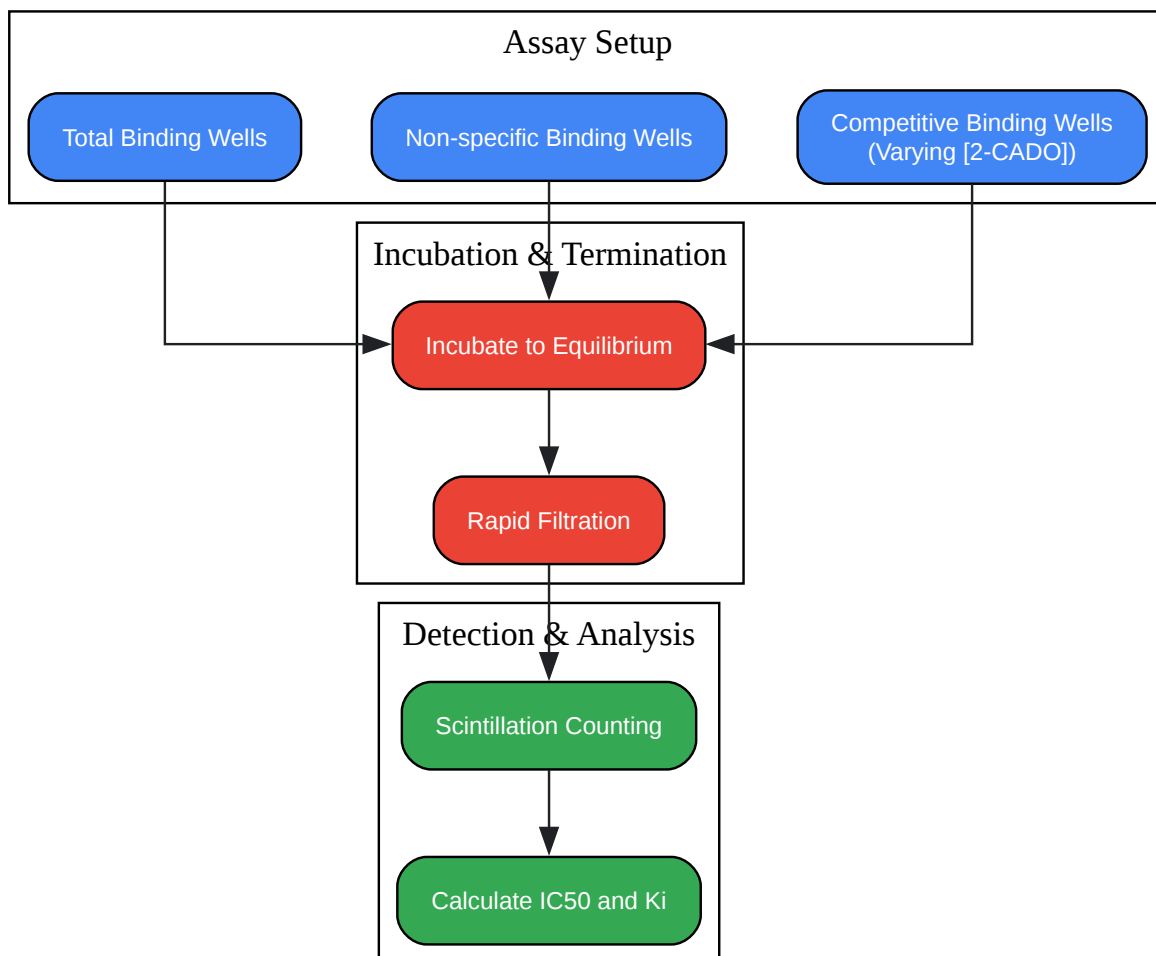 Assay Setup
Total Binding Wells
Non-specific Binding Wells
Competitive Binding Wells
(Varying [2-CADO])
Incubation & Termination
Incubate to Equilibrium
Rapid Filtration
Detection & Analysis
Scintillation Counting
Calculate IC50 and Ki